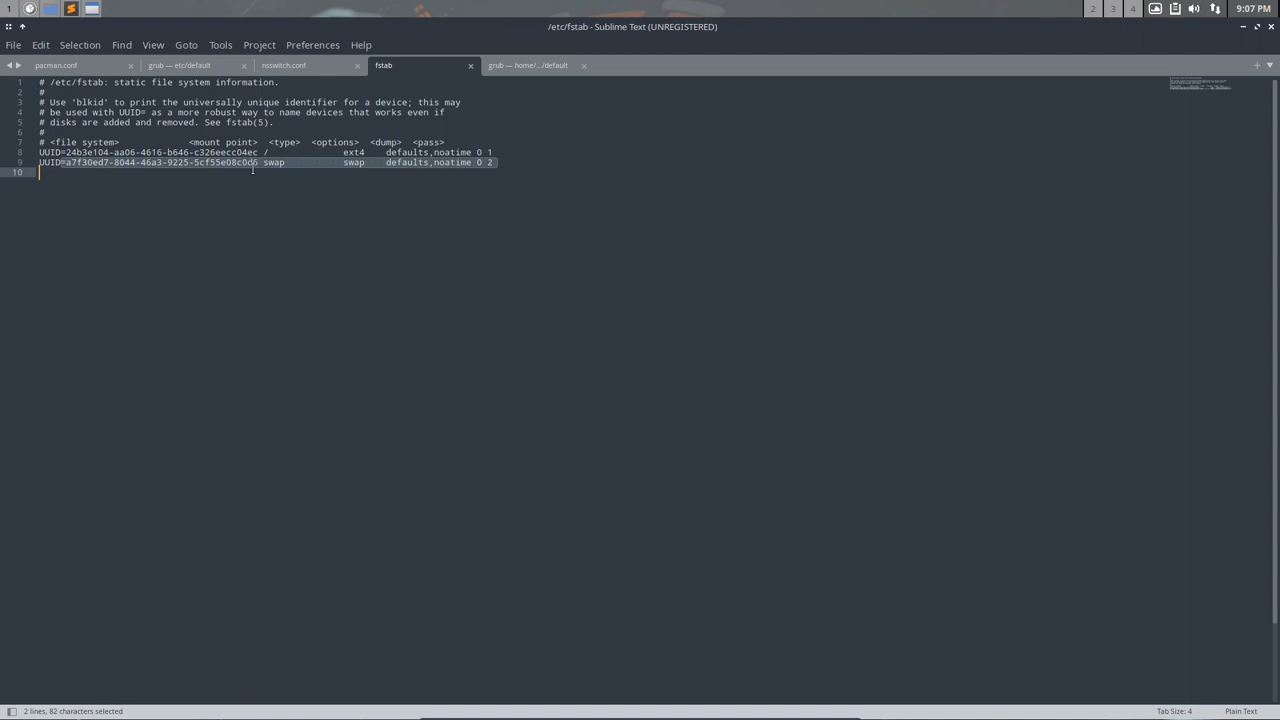 1 2 3 4 9:07 PM
/etc/fstab - Sublime Text (UNREGISTERED)
File Edit Selection Find View Goto Tools Project Preferences Help
pacman.conf grub — etc/default nsswitch.conf fstab grub — home/.../default
1 # /etc/fstab: static file system information.
2 #
3 # Use 'blkid' to print the universally unique identifier for a device; this may
4 # be used with UUID= as a more robust way to name devices that works even if
5 # disks are added and removed. See fstab(5).
6 #
7 # <file system> <mount point> <type> <options> <dump> <pass>
8 UUID=24b3e104-aa06-4616-b646-c326eecc04ec / ext4 defaults,noatime 0 1
9 UUID=a7f30ed7-8044-46a3-9225-5cf55e08c0d6 swap swap defaults,noatime 0 2
10
2 lines, 82 characters selected Tab Size: 4 Plain Text